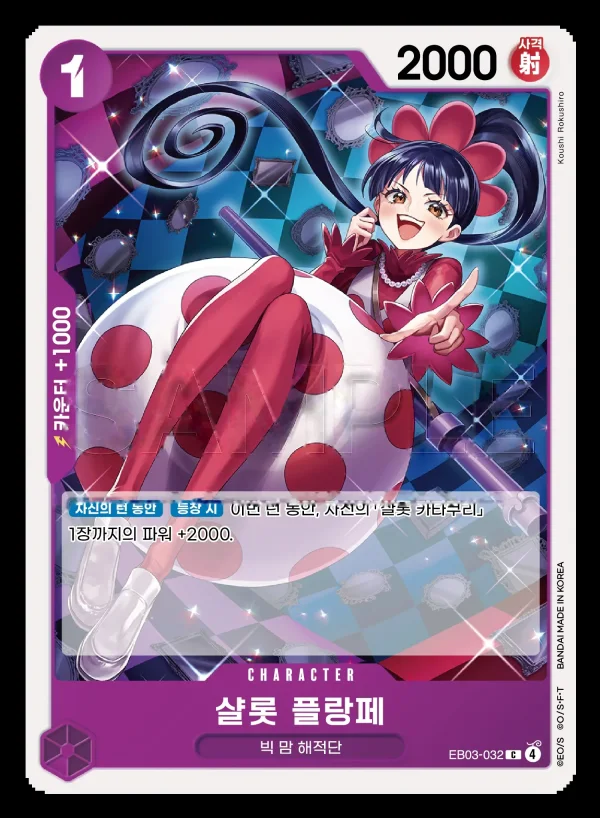 1
2000
사격
射
Koushi Rokushiro
카운터 +1000
SAMPLE
자신의 턴 동안 등장 시 이번 턴 동안, 자신의 「샬롯 카타쿠리」
1장까지의 파워 +2000.
CHARACTER
샬롯 플랑페
빅 맘 해적단
EB03-032 C 4
©EO/S ©O/S·F·T BANDAI MADE IN KOREA